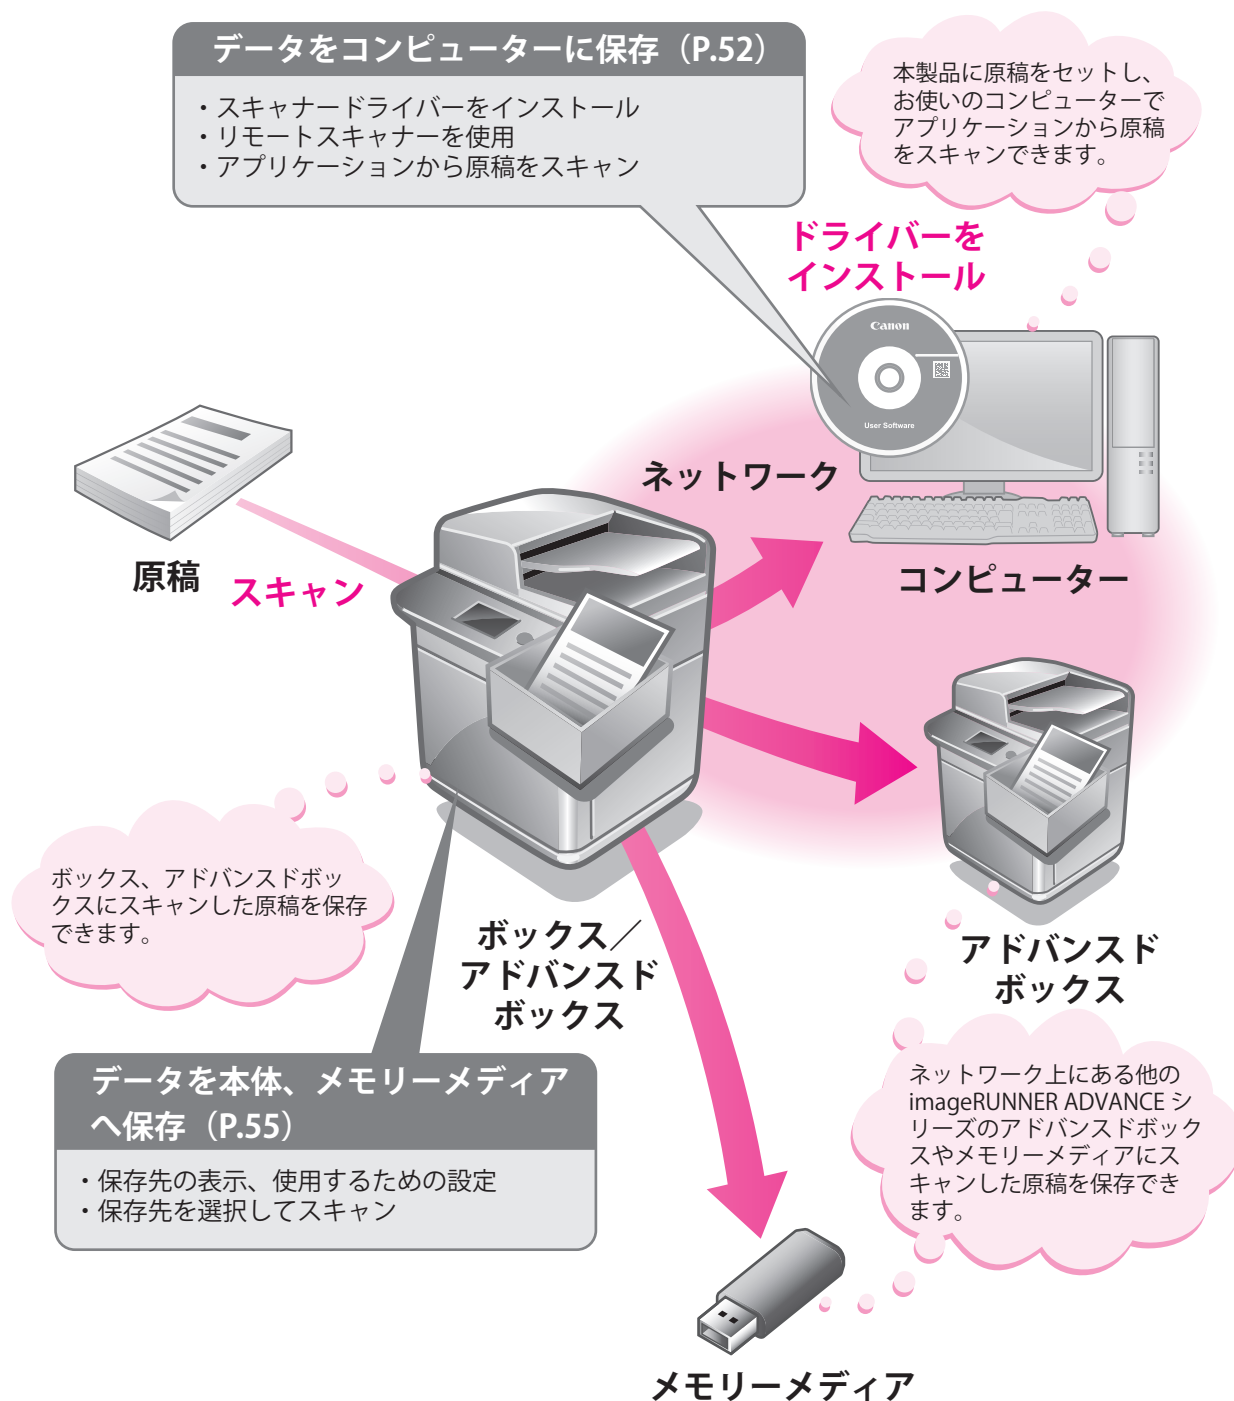 データをコンピューターに保存（P.52）
・スキャナードライバーをインストール
・リモートスキャナーを使用
・アプリケーションから原稿をスキャン
本製品に原稿をセットし、
お使いのコンピューターで
アプリケーションから原稿
をスキャンできます。
ドライバーを
インストール
Canon
User Software
ネットワーク
コンピューター
原稿
スキャン
ボックス、アドバンスドボッ
クスにスキャンした原稿を保存
できます。
ボックス／
アドバンスド
ボックス
アドバンスド
ボックス
データを本体、メモリーメディア
へ保存（P.55）
・保存先の表示、使用するための設定
・保存先を選択してスキャン
ネットワーク上にある他の
imageRUNNER ADVANCE シ
リーズのアドバンスドボック
スやメモリーメディアにス
キャンした原稿を保存でき
ます。
メモリーメディア